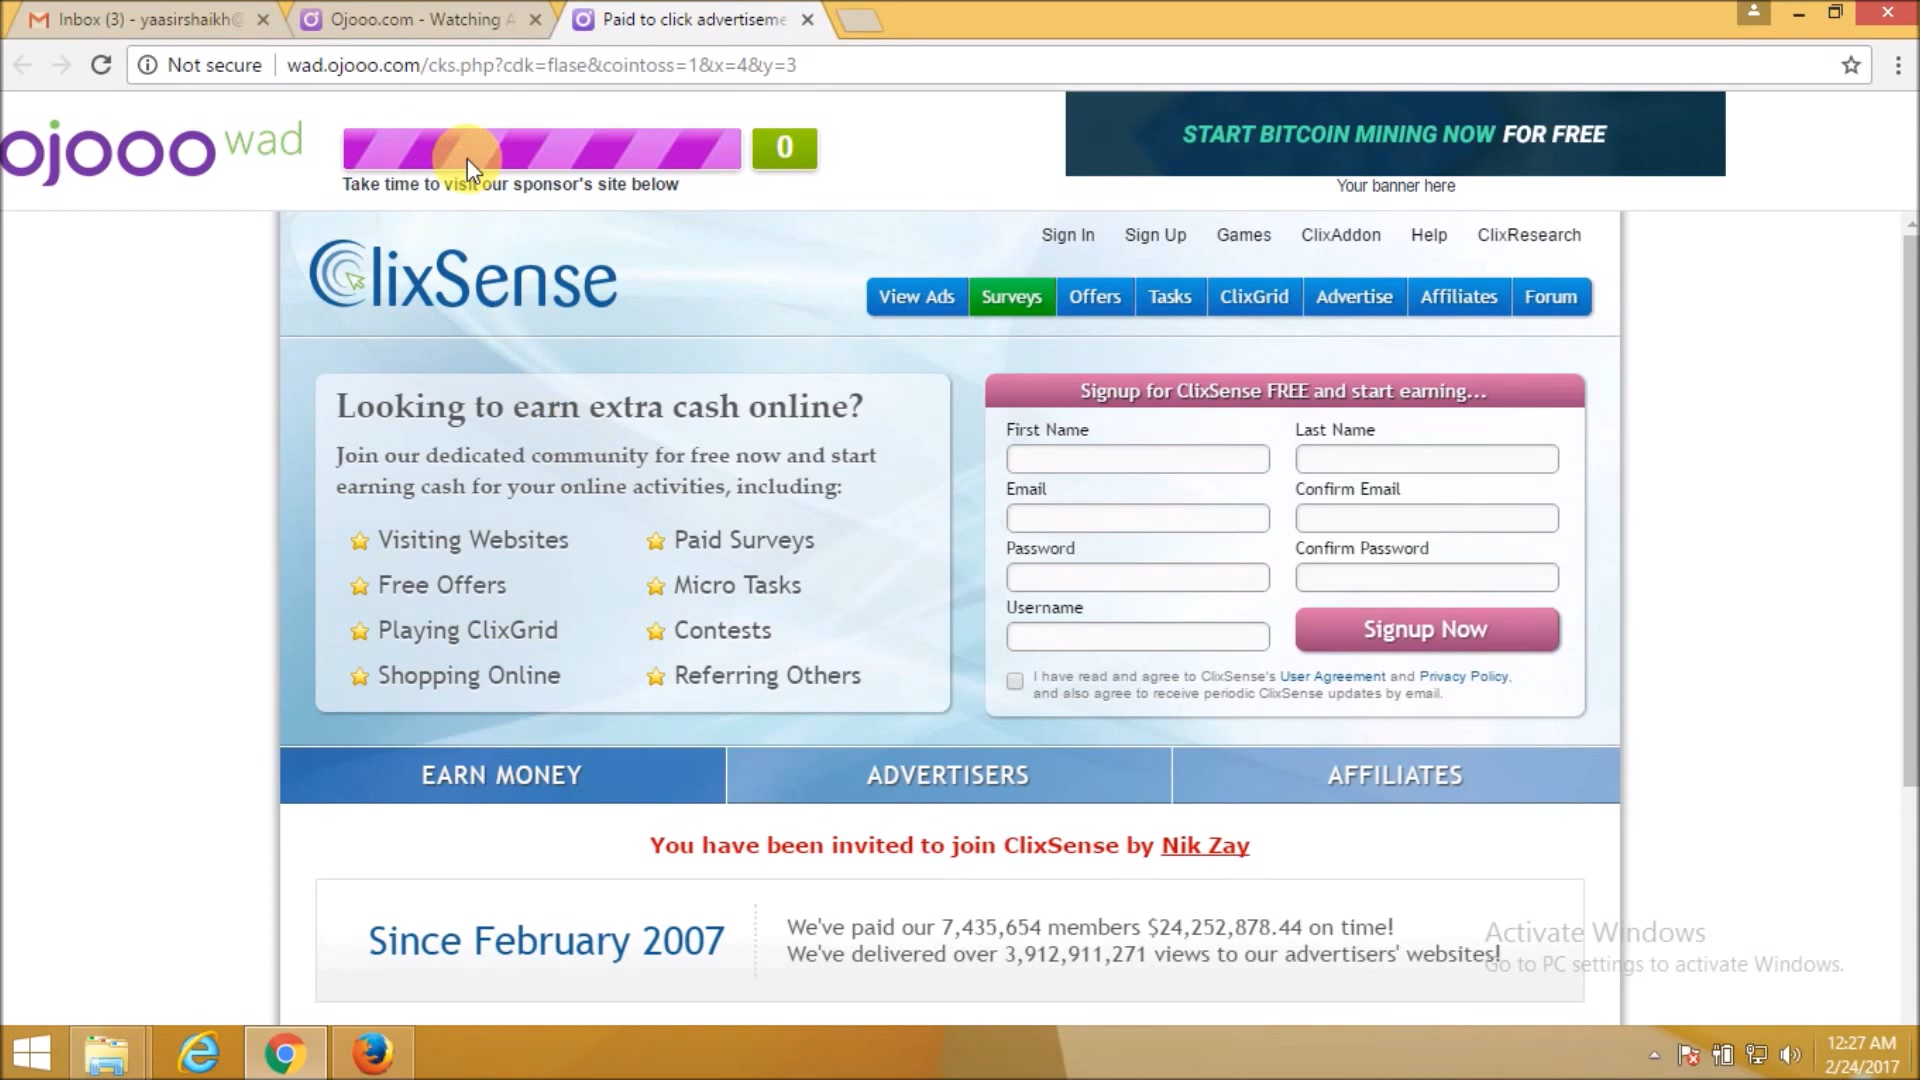 Inbox (3) - yaasirshaikh@
Ojooo.com - Watching A
Paid to click advertiseme
Not secure
wad.ojooo.com/cks.php?cdk=flase&cointoss=1&x=4&y=3
ojooo wad
0
START BITCOIN MINING NOW FOR FREE
Take time to visit our sponsor's site below
Your banner here
Sign In Sign Up Games ClixAddon Help ClixResearch
ClixSense
View Ads Surveys Offers Tasks ClixGrid Advertise Affiliates Forum
Looking to earn extra cash online?
Join our dedicated community for free now and start
earning cash for your online activities, including:
Visiting Websites
Paid Surveys
Free Offers
Micro Tasks
Playing ClixGrid
Contests
Shopping Online
Referring Others
Signup for ClixSense FREE and start earning...
First Name
Last Name
Email
Confirm Email
Password
Confirm Password
Username
Signup Now
I have read and agree to ClixSense's User Agreement and Privacy Policy,
and also agree to receive periodic ClixSense updates by email.
EARN MONEY
ADVERTISERS
AFFILIATES
You have been invited to join ClixSense by Nik Zay
Since February 2007
We've paid our 7,435,654 members $24,252,878.44 on time!
We've delivered over 3,912,911,271 views to our advertisers' websites!
Activate Windows
Go to PC settings to activate Windows.
12:27 AM
2/24/2017